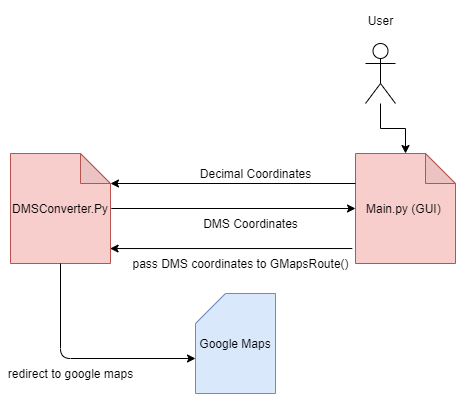 User
Decimal Coordinates
DMSConverter.Py
Main.py (GUI)
DMS Coordinates
pass DMS coordinates to GMapsRoute()
Google Maps
redirect to google maps